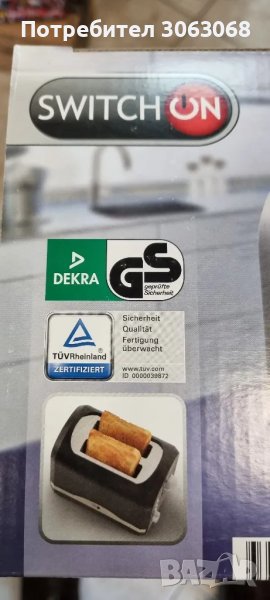 Потребител 3063068
SWITCH ON
DEKRA
GS
geprüfte
Sicherheit
TÜVRheinland
ZERTIFIZIERT
Sicherheit
Qualität
Fertigung
überwacht
www.tuv.com
ID 0000039872
BAZAR